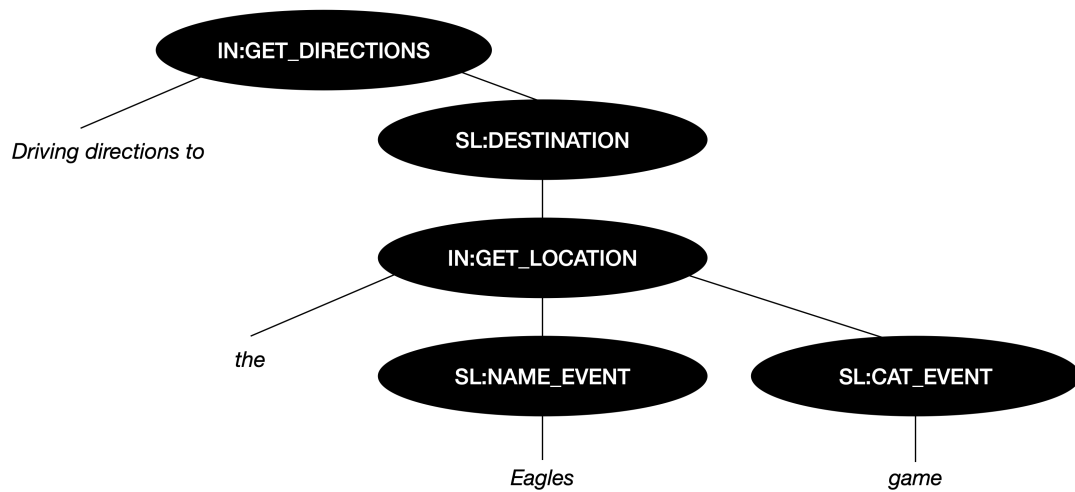 IN:GET_DIRECTIONS
Driving directions to
SL:DESTINATION
IN:GET_LOCATION
the
SL:NAME_EVENT
SL:CAT_EVENT
Eagles
game